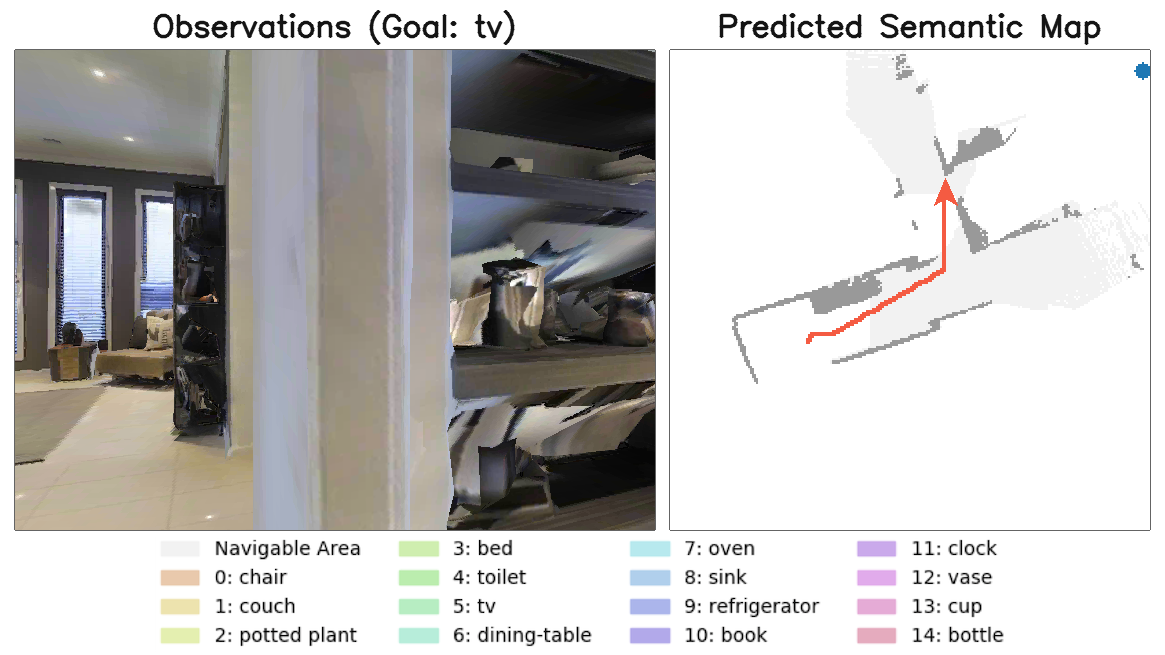 Observations (Goal: tv)
Predicted Semantic Map
Navigable Area
0: chair
1: couch
2: potted plant
3: bed
4: toilet
5: tv
6: dining-table
7: oven
8: sink
9: refrigerator
10: book
11: clock
12: vase
13: cup
14: bottle